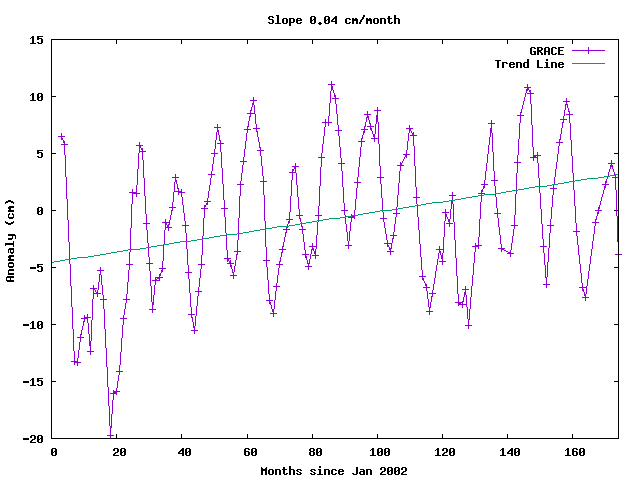 Slope 0.04 cm/month
GRACE
Trend Line
15
10
5
0
-5
-10
-15
-20
Anomaly (cm)
0 20 40 60 80 100 120 140 160
Months since Jan 2002